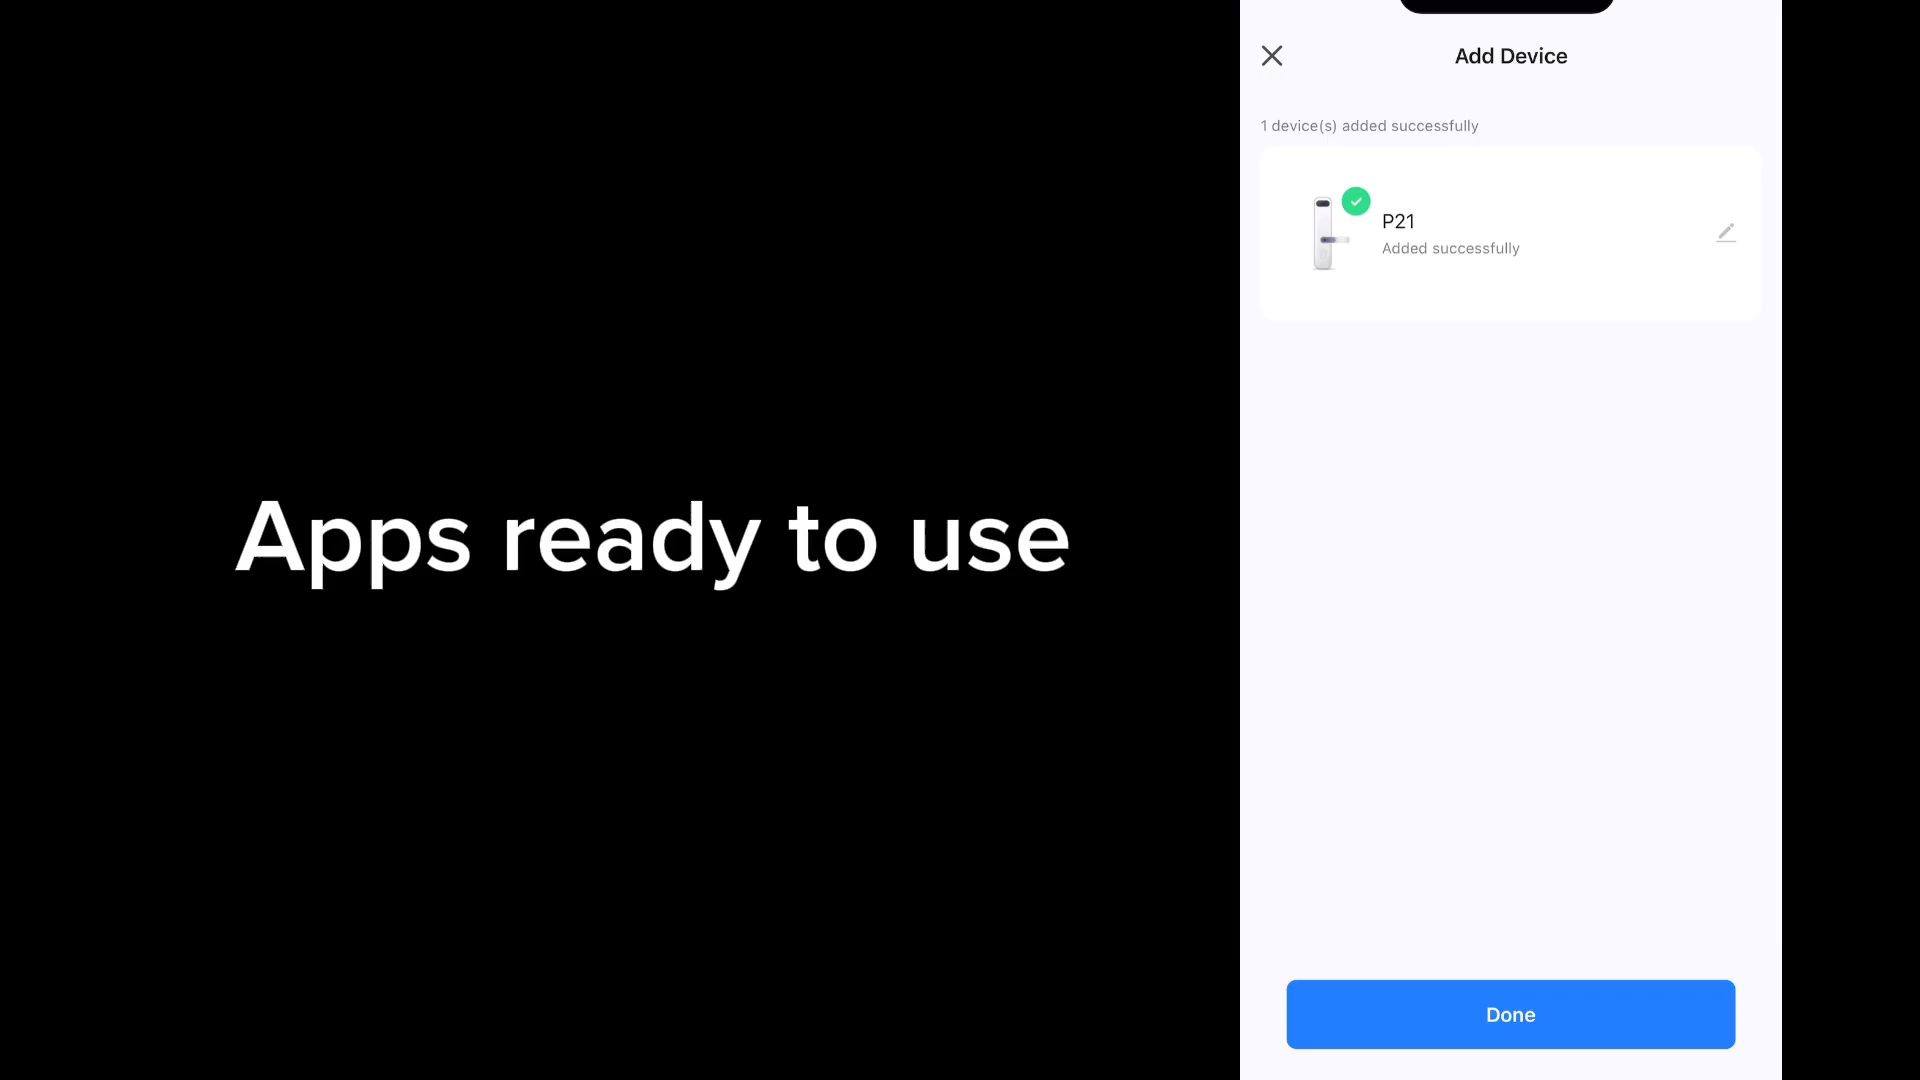 Apps ready to use
Add Device
1 device(s) added successfully
P21
Added successfully
Done